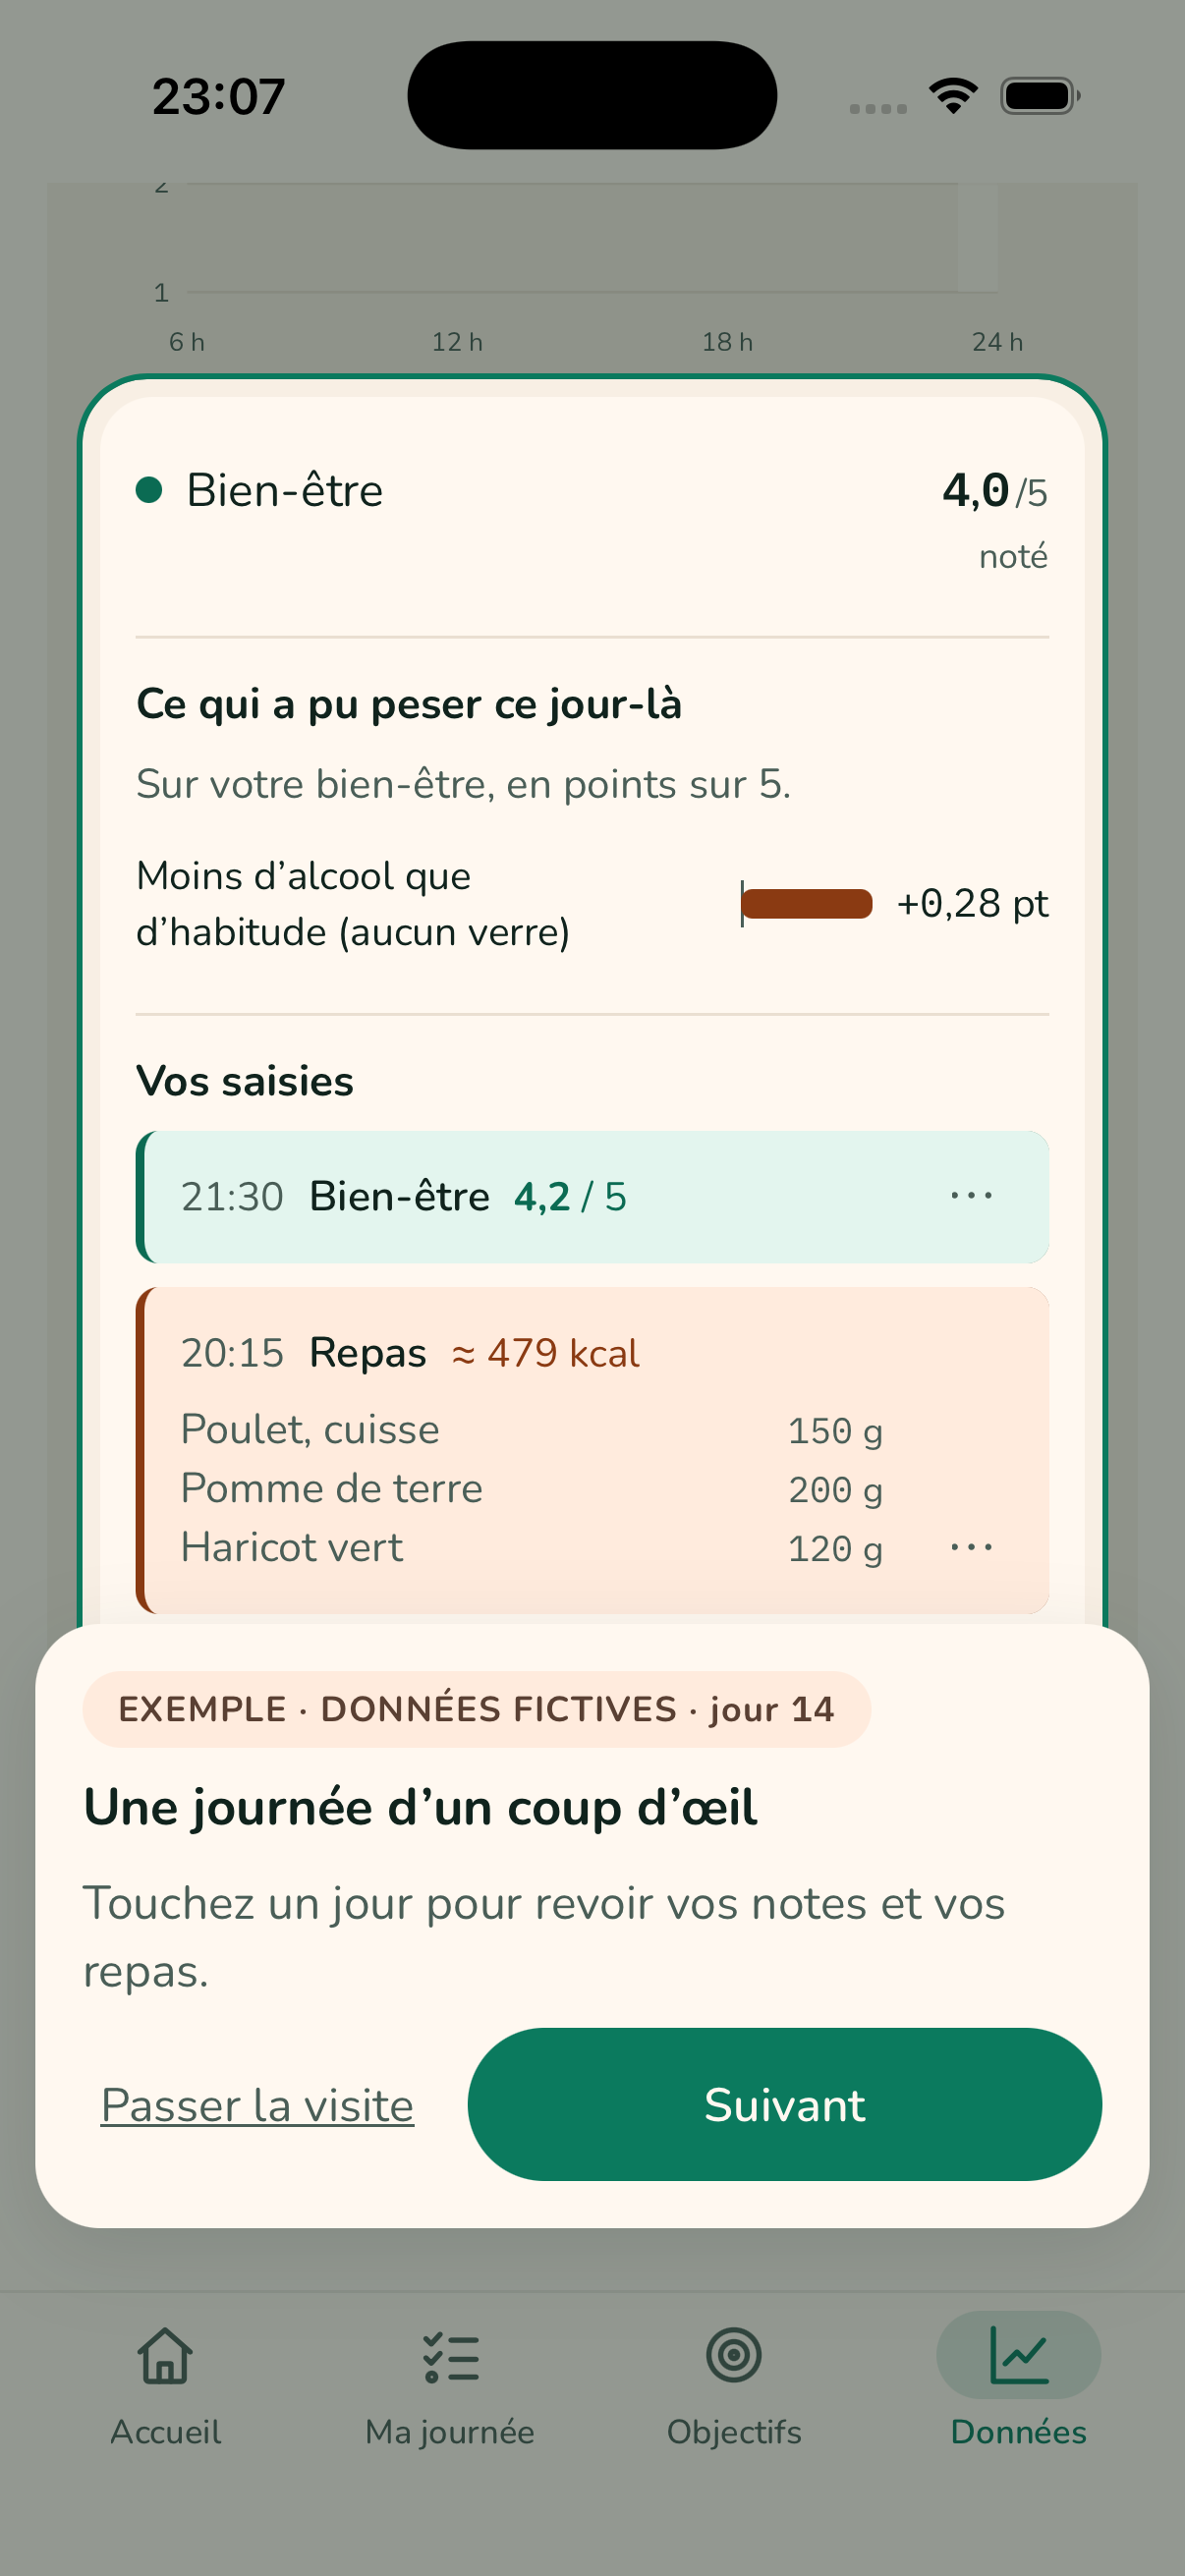 23:07
2
1
6 h 12 h 18 h 24 h
Bien-être 4,0 /5
noté
Ce qui a pu peser ce jour-là
Sur votre bien-être, en points sur 5.
Moins d’alcool que
d’habitude (aucun verre) +0,28 pt
Vos saisies
21:30 Bien-être 4,2 / 5
20:15 Repas ≈ 479 kcal
Poulet, cuisse 150 g
Pomme de terre 200 g
Haricot vert 120 g
EXEMPLE · DONNÉES FICTIVES · jour 14
Une journée d’un coup d’œil
Touchez un jour pour revoir vos notes et vos
repas.
Passer la visite Suivant
Accueil Ma journée Objectifs Données